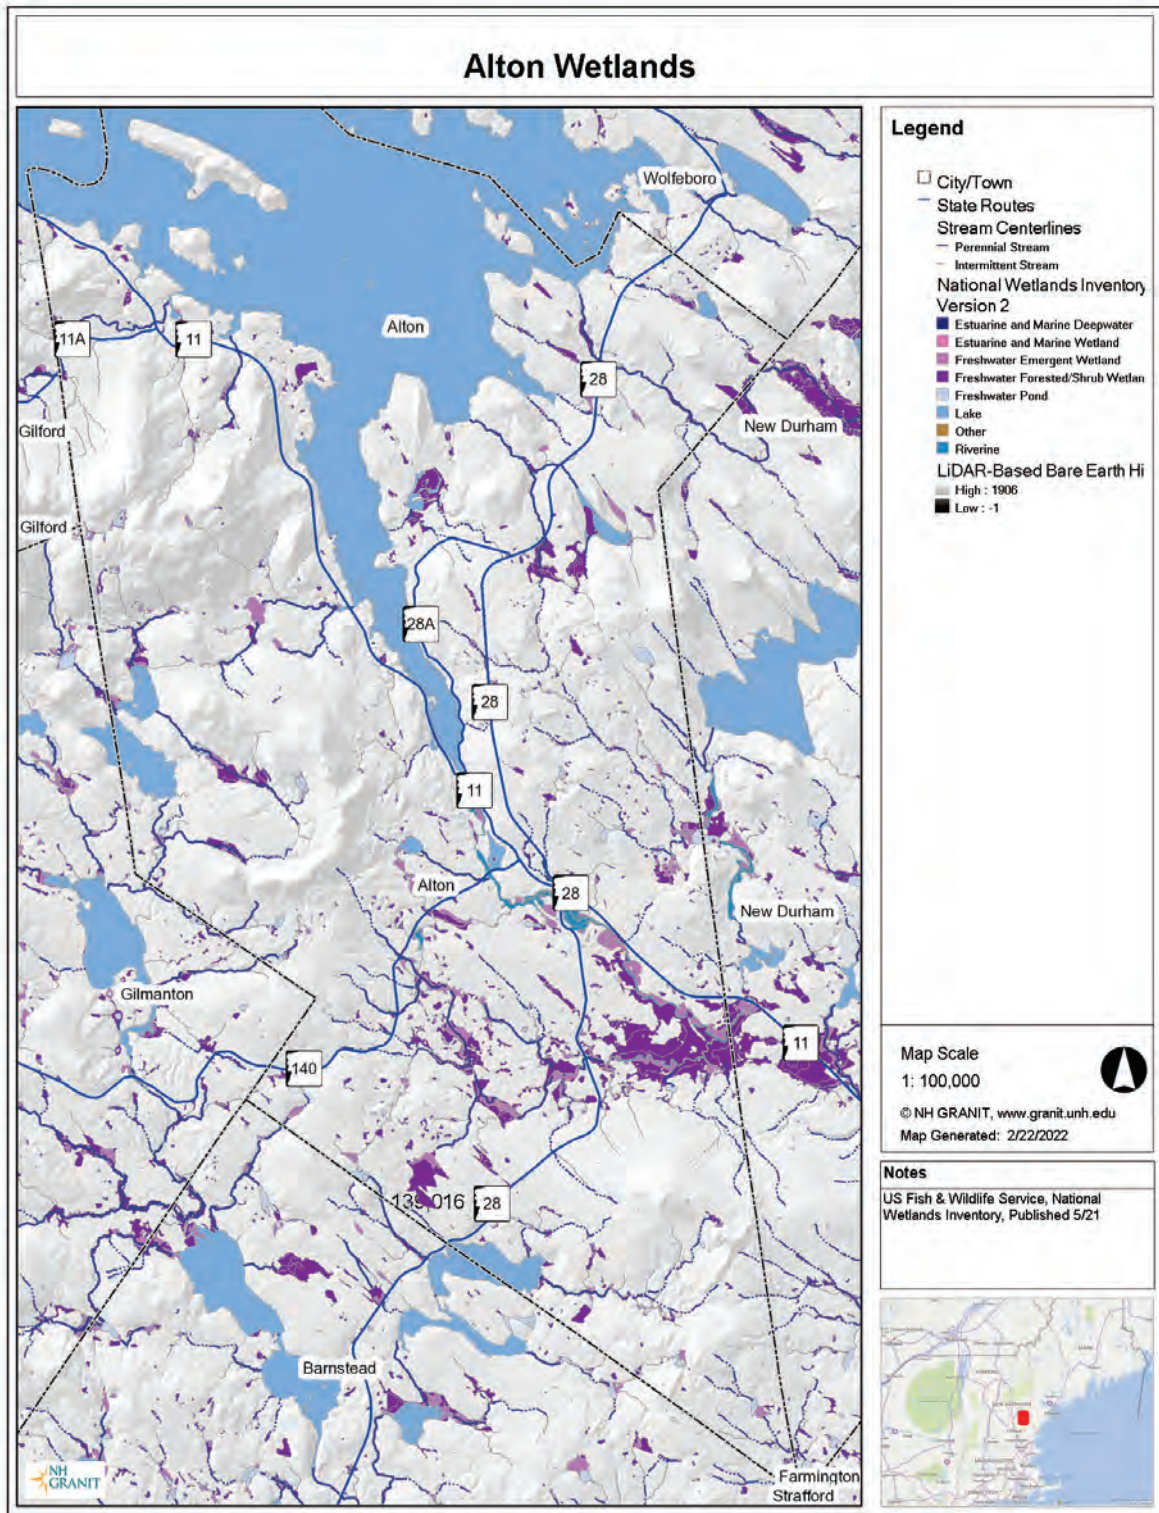 Alton Wetlands
Wolfeboro
Alton
11A
11
28
Gilford
New Durham
Gilford
28A
28
11
Alton
28
New Durham
Gilmanton
11
140
139.016
28
Barnstead
Farmington
Strafford
NH
GRANIT
Legend
City/Town
State Routes
Stream Centerlines
Perennial Stream
Intermittent Stream
National Wetlands Inventory
Version 2
Estuarine and Marine Deepwater
Estuarine and Marine Wetland
Freshwater Emergent Wetland
Freshwater Forested/Shrub Wetlan
Freshwater Pond
Lake
Other
Riverine
LiDAR-Based Bare Earth Hi
High : 1906
Low : -1
Map Scale
1: 100,000
© NH GRANIT, www.granit.unh.edu
Map Generated: 2/22/2022
Notes
US Fish & Wildlife Service, National
Wetlands Inventory, Published 5/21